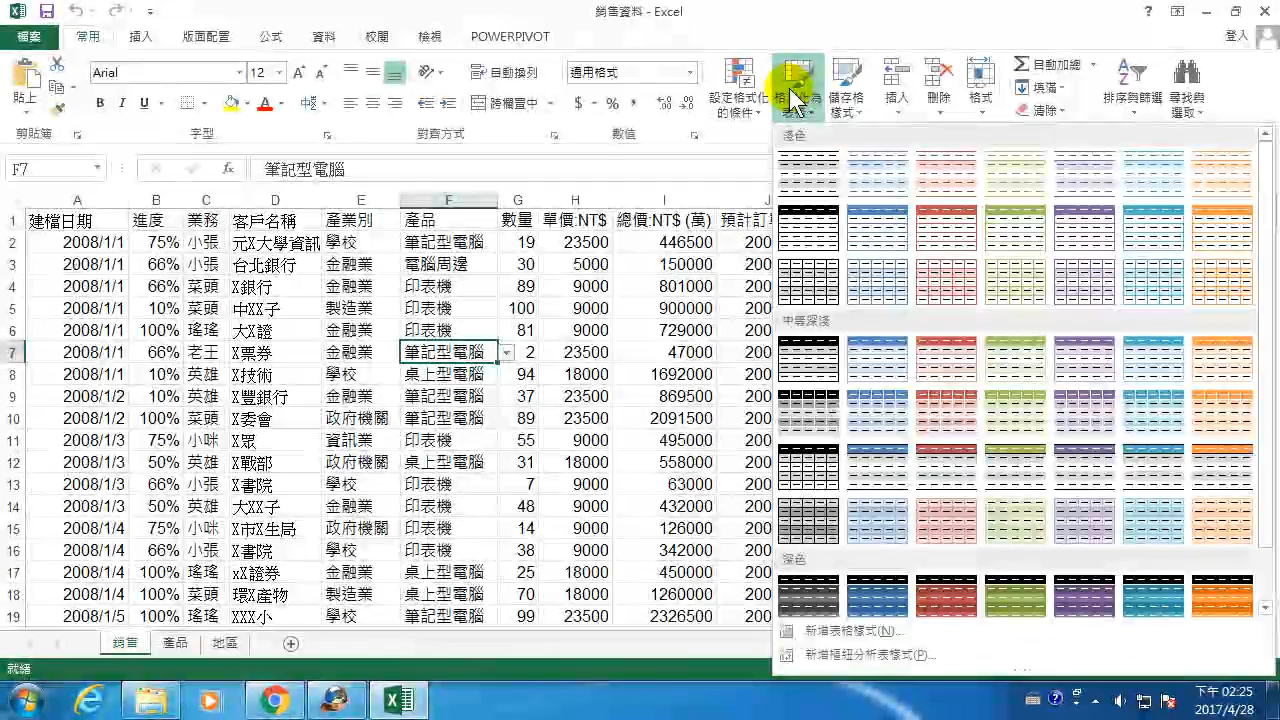 銷售資料 - Excel
檔案 常用 插入 版面配置 公式 資料 校閱 檢視 POWERPIVOT 登入
貼上 Arial 12 自動換列 通用格式 設定格式化的條件 儲存格樣式 插入 刪除 格式 自動加總 填滿 清除 排序與篩選 尋找與選取
B I U 跨欄置中 $ %
剪貼簿 字型 對齊方式 數值
F7 fx 筆記型電腦
A B C D E F G H I J
1 建檔日期 進度 業務 客戶名稱 產業別 產品 數量 單價:NT$ 總價:NT$ (萬)
2 2008/1/1 75% 小張 元X大學資訊 學校 筆記型電腦 19 23500 446500 200
3 2008/1/1 66% 小張 台北銀行 金融業 電腦周邊 30 5000 150000 200
4 2008/1/1 66% 菜頭 X銀行 金融業 印表機 89 9000 801000 200
5 2008/1/1 10% 菜頭 中XX子 製造業 印表機 100 9000 900000 200
6 2008/1/1 100% 瑤瑤 大X證 金融業 印表機 81 9000 729000 200
7 2008/1/1 66% 老王 X票券 金融業 筆記型電腦 2 23500 47000 200
8 2008/1/1 10% 英雄 X技術 學校 桌上型電腦 94 18000 1692000 200
9 2008/1/2 10% 英雄 X豐銀行 金融業 筆記型電腦 37 23500 869500 200
10 2008/1/2 100% 菜頭 X委會 政府機關 筆記型電腦 89 23500 2091500 200
11 2008/1/3 75% 小咪 X眾 資訊業 印表機 55 9000 495000 200
12 2008/1/3 50% 英雄 X戰部 政府機關 桌上型電腦 31 18000 558000 200
13 2008/1/3 66% 小張 X書院 學校 印表機 7 9000 63000 200
14 2008/1/3 50% 英雄 大XX子 金融業 印表機 48 9000 432000 200
15 2008/1/4 75% 小咪 X市X生局 政府機關 印表機 14 9000 126000 200
16 2008/1/4 66% 小張 X書院 學校 印表機 38 9000 342000 200
17 2008/1/4 100% 瑤瑤 xX證券 金融業 桌上型電腦 25 18000 450000 200
18 2008/1/4 100% 菜頭 環X產物 製造業 桌上型電腦 70 18000 1260000 200
19 2008/1/5 100% 瑤瑤 XXX小 學校 筆記型電腦 99 23500 2326500 200
淺色
中等深淺
深色
新增表格樣式(N)...
新增樞紐分析表樣式(P)...
銷售 產品 地區
就緒
下午 02:25
2017/4/28